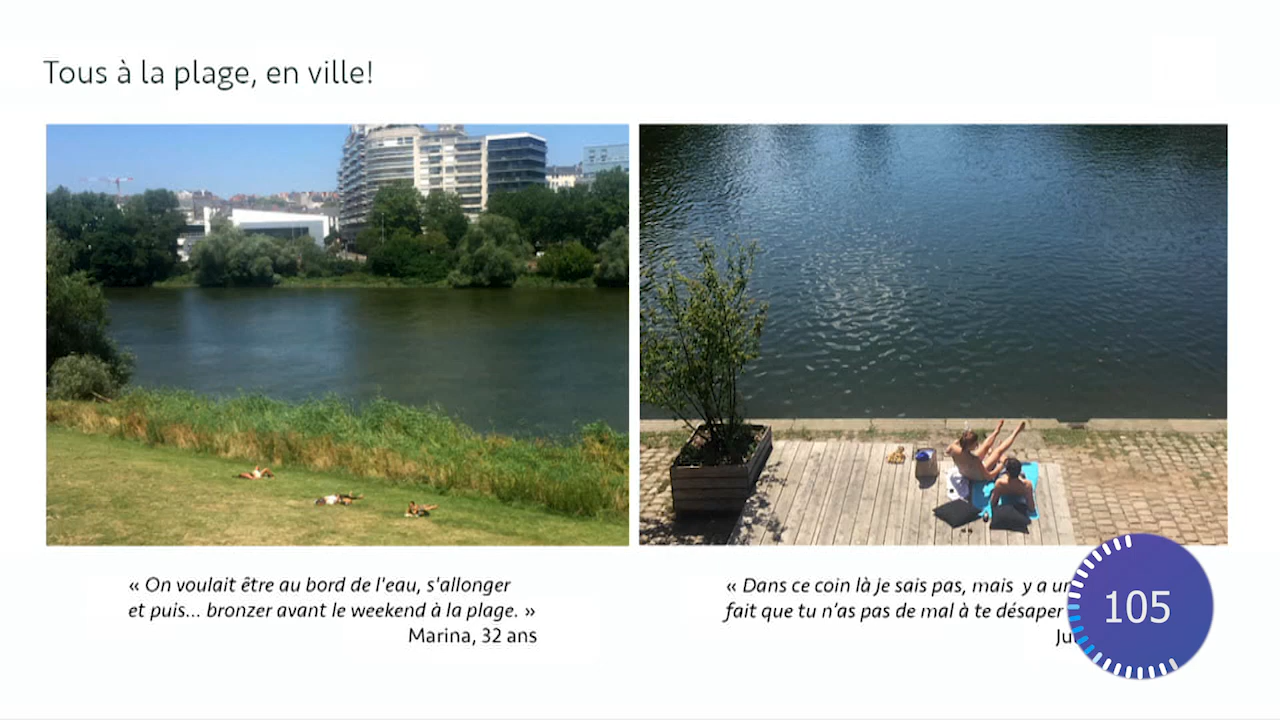 Tous à la plage, en ville!
« On voulait être au bord de l'eau, s'allonger
et puis... bronzer avant le weekend à la plage. »
Marina, 32 ans
« Dans ce coin là je sais pas, mais y a
fait que tu n'as pas de mal à te
105